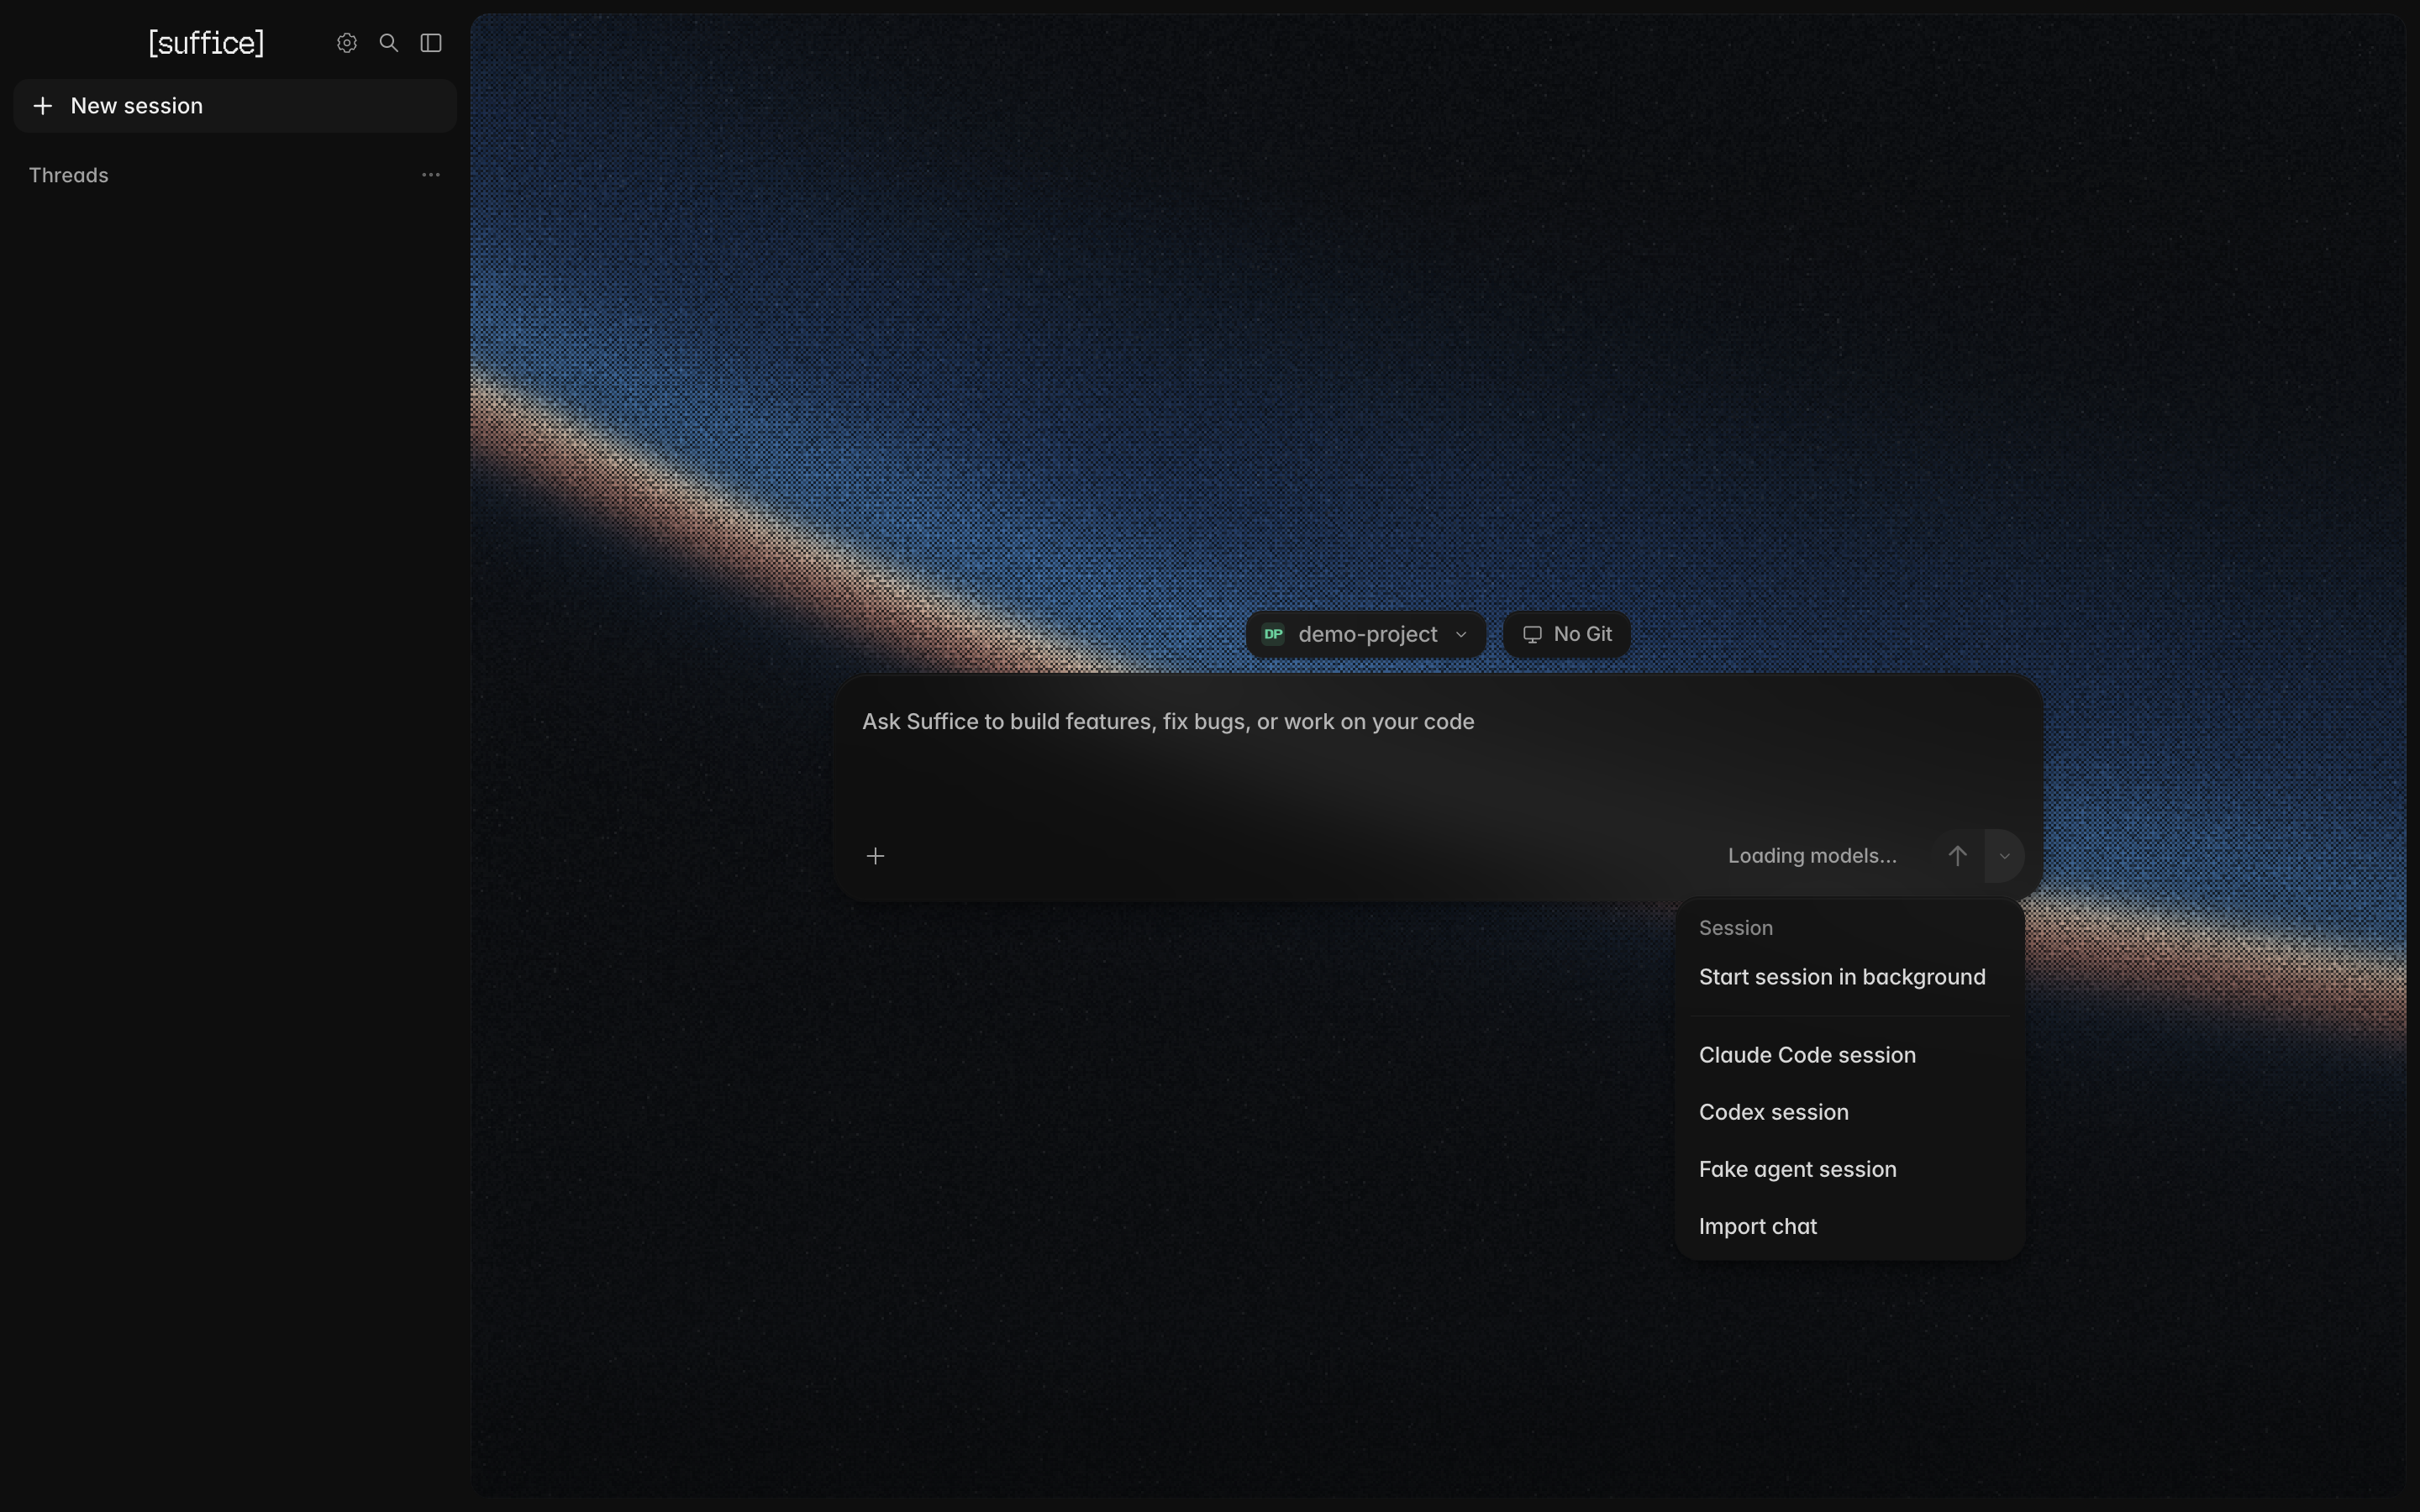 [suffice]
New session
Threads
DP demo-project
No Git
Ask Suffice to build features, fix bugs, or work on your code
Loading models...
Session
Start session in background
Claude Code session
Codex session
Fake agent session
Import chat